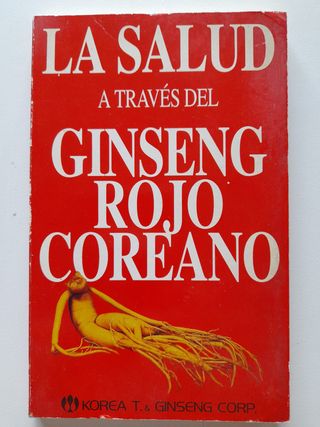 LA SALUD
A TRAVÉS DEL
GINSENG
ROJO
COREANO
KOREA T. & GINSENG CORP.